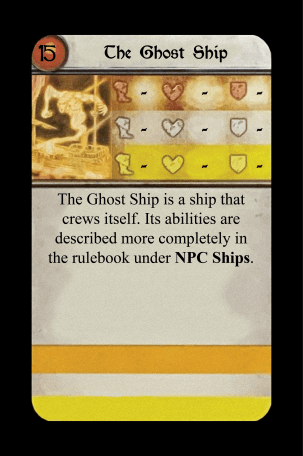 15 The Ghost Ship
- - -
- - -
- - -
The Ghost Ship is a ship that
crews itself. Its abilities are
described more completely in
the rulebook under NPC Ships.